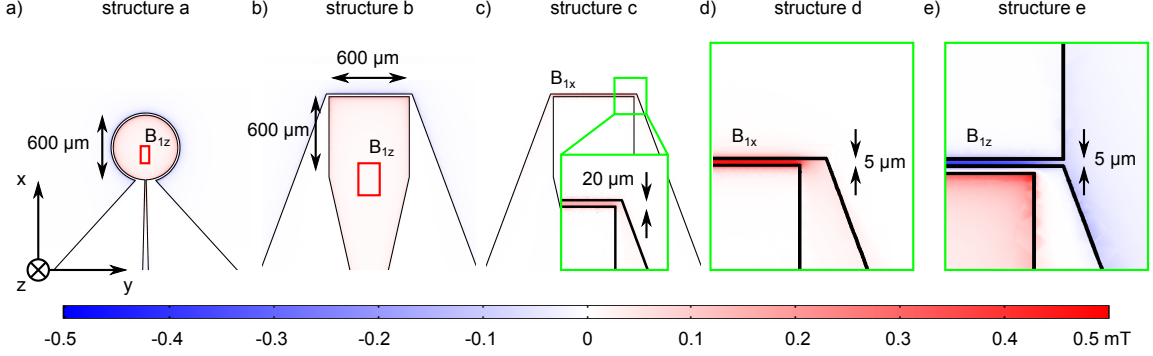 a) structure a
b) structure b
c) structure c
d) structure d
e) structure e
600 µm
B1z
x
z
y
600 µm
600 µm
B1z
B1x
20 µm
B1x
5 µm
B1z
5 µm
-0.5 -0.4 -0.3 -0.2 -0.1 0 0.1 0.2 0.3 0.4 0.5 mT